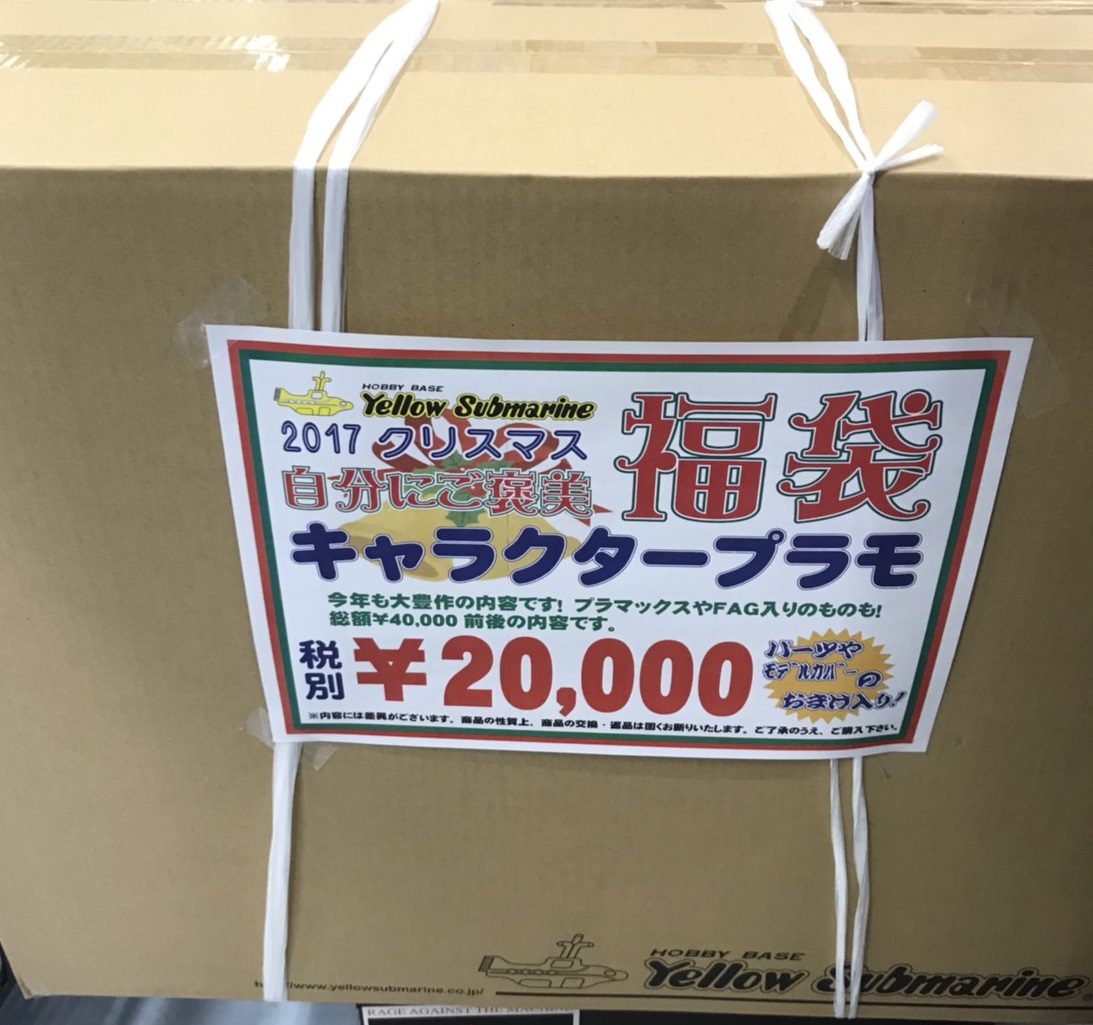 HOBBY BASE
Yellow Submarine
2017 クリスマス
自分にご褒美
福袋
キャラクタープラモ
今年も大豊作の内容です! プラマックスやFAG入りのものも!
総額¥40,000 前後の内容です。
税別
¥20,000
パーツや
モデルカバーの
おまけ入り!
※内容には差異がございます。商品の性質上、商品の交換・返品は固くお断りいたします。ご了承のうえ、ご購入下さい。
HOBBY BASE
Yellow Submarine
http://www.yellowsubmarine.co.jp/
RAGE AGAINST THE MACHINE